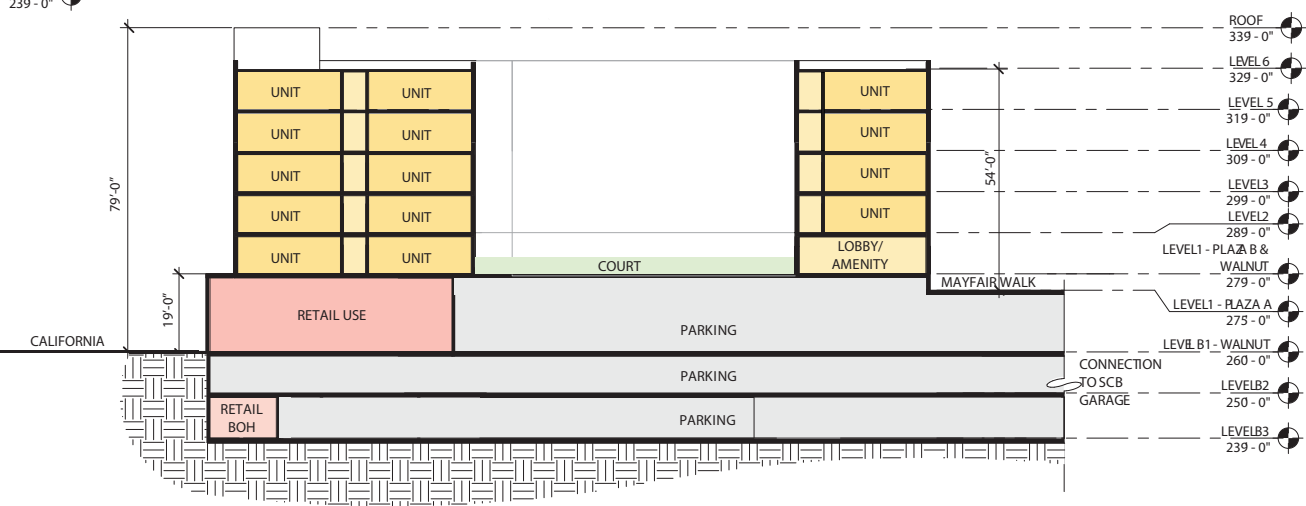 239 - 0"
ROOF
339 - 0"
LEVEL 6
329 - 0"
UNIT UNIT UNIT
LEVEL 5
319 - 0"
UNIT UNIT UNIT
LEVEL 4
309 - 0"
79'-0"
54'-0"
UNIT UNIT UNIT
LEVEL3
299 - 0"
UNIT UNIT UNIT
LEVEL2
289 - 0"
UNIT UNIT
LOBBY/
AMENITY
COURT
LEVEL1 - PLAZA B &
WALNUT
279 - 0"
MAYFAIR WALK
LEVEL1 - PLAZA A
275 - 0"
19'-0"
RETAIL USE
PARKING
CALIFORNIA
LEVEL B1 - WALNUT
260 - 0"
PARKING
CONNECTION
TO SCB
GARAGE
LEVELB2
250 - 0"
RETAIL
BOH
PARKING
LEVELB3
239 - 0"